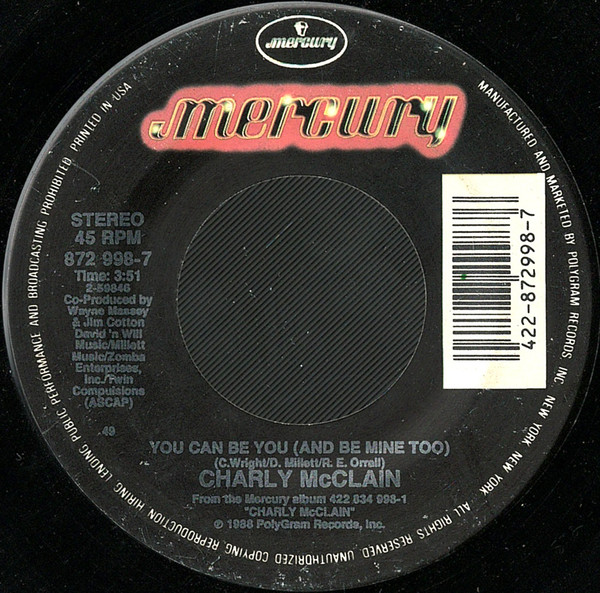 mercury
mercury
STEREO
45 RPM
872 998-7
Time: 3:51
2-59846
Co-Produced by
Wayne Massey
& Jim Cotton
David 'n Will
Music/Millett
Music/Zomba
Enterprises,
Inc./Twin
Compulsions
(ASCAP)
49
422-872998-7
YOU CAN BE YOU (AND BE MINE TOO)
(C.Wright/D. Millett/R. E. Orrall)
CHARLY McCLAIN
From the Mercury album 422 834 998-1
"CHARLY McCLAIN"
℗ 1988 PolyGram Records, Inc.
MANUFACTURED AND MARKETED BY POLYGRAM RECORDS INC NEW YORK, NEW YORK ALL RIGHTS RESERVED. UNAUTHORIZED COPYING REPRODUCTION HIRING LENDING PUBLIC PERFORMANCE AND BROADCASTING PROHIBITED. PRINTED IN USA